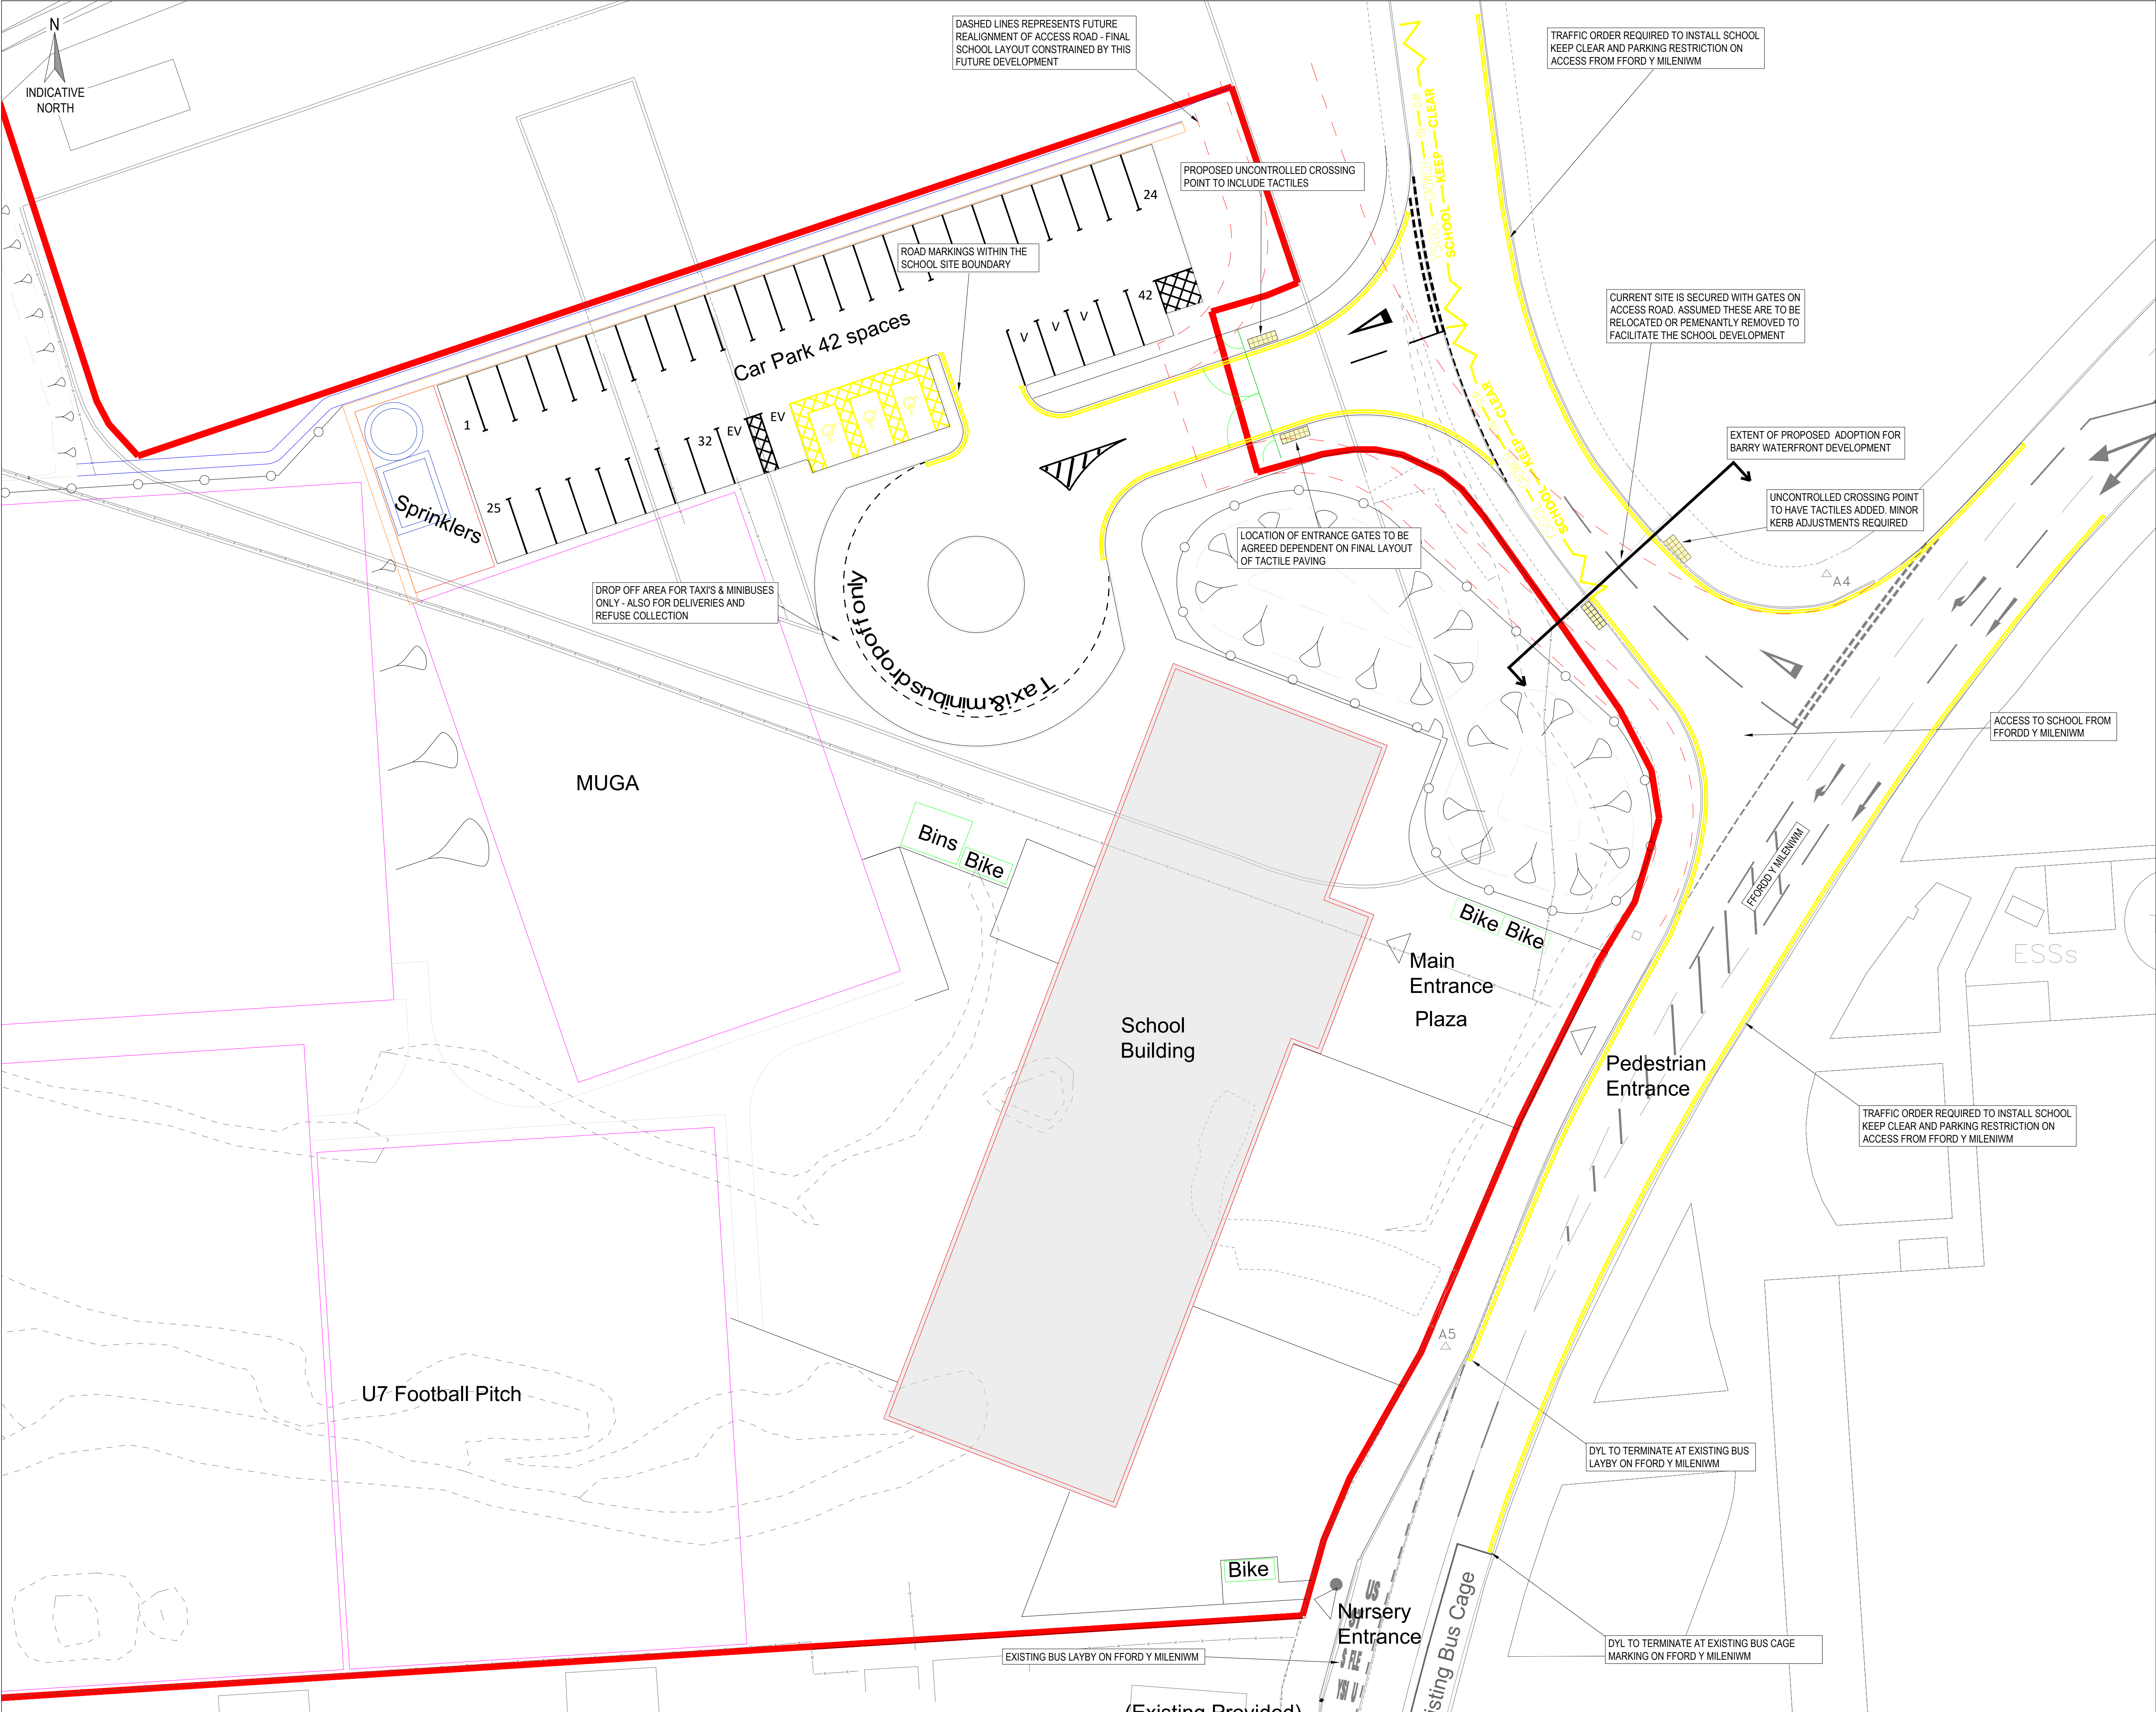 N
INDICATIVE
NORTH
DASHED LINES REPRESENTS FUTURE
REALIGNMENT OF ACCESS ROAD - FINAL
SCHOOL LAYOUT CONSTRAINED BY THIS
FUTURE DEVELOPMENT
TRAFFIC ORDER REQUIRED TO INSTALL SCHOOL
KEEP CLEAR AND PARKING RESTRICTION ON
ACCESS FROM FFORD Y MILENIWM
SCHOOL KEEP CLEAR
PROPOSED UNCONTROLLED CROSSING
POINT TO INCLUDE TACTILES
24
ROAD MARKINGS WITHIN THE
SCHOOL SITE BOUNDARY
42
V
V
V
Car Park 42 spaces
CURRENT SITE IS SECURED WITH GATES ON
ACCESS ROAD. ASSUMED THESE ARE TO BE
RELOCATED OR PEMENANTLY REMOVED TO
FACILITATE THE SCHOOL DEVELOPMENT
1
32
EV
EV
25
Sprinklers
SCHOOL KEEP CLEAR
EXTENT OF PROPOSED ADOPTION FOR
BARRY WATERFRONT DEVELOPMENT
UNCONTROLLED CROSSING POINT
TO HAVE TACTILES ADDED. MINOR
KERB ADJUSTMENTS REQUIRED
LOCATION OF ENTRANCE GATES TO BE
AGREED DEPENDENT ON FINAL LAYOUT
OF TACTILE PAVING
A4
DROP OFF AREA FOR TAXI'S & MINIBUSES
ONLY - ALSO FOR DELIVERIES AND
REFUSE COLLECTION
Taxi&minibusdropoffonly
ACCESS TO SCHOOL FROM
FFORDD Y MILENIWM
MUGA
Bins
Bike
FFORDD Y MILENIWM
Bike
Bike
ESSs
Main
Entrance
Plaza
School
Building
Pedestrian
Entrance
TRAFFIC ORDER REQUIRED TO INSTALL SCHOOL
KEEP CLEAR AND PARKING RESTRICTION ON
ACCESS FROM FFORD Y MILENIWM
A5
U7 Football Pitch
DYL TO TERMINATE AT EXISTING BUS
LAYBY ON FFORD Y MILENIWM
Bike
Nursery
Entrance
DYL TO TERMINATE AT EXISTING BUS CAGE
MARKING ON FFORD Y MILENIWM
EXISTING BUS LAYBY ON FFORD Y MILENIWM
Bus Cage
(Existing Provided)